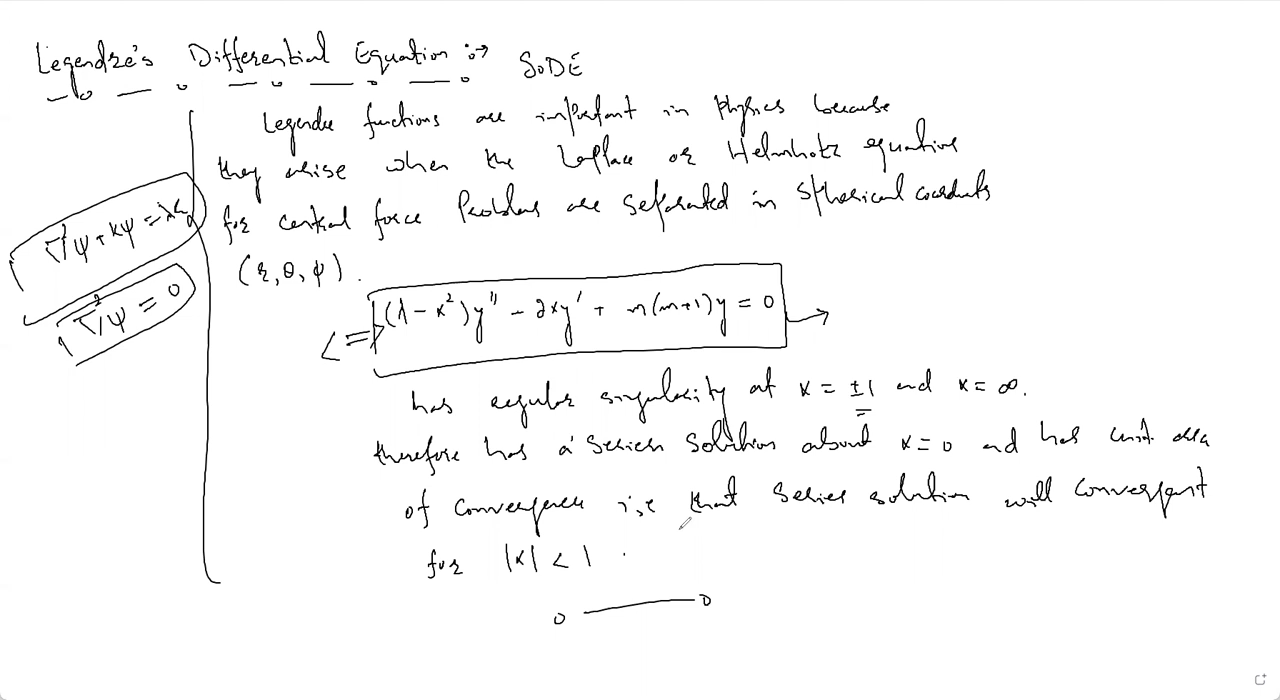 Legendre's Differential Equation :→ SODE
Legendre functions are important in Physics because
they arise when the Laplace or Helmholtz equation
for central force Problems are separated in spherical coordinates
(r, θ, φ).
∇²ψ + kψ =
∇²ψ = 0
(1 - x²)y'' - 2xy' + n(n+1)y = 0
has regular singularity at x = ±1 and x = ∞.
therefore has a series solution about x = 0 and has unit
of convergence i.e that series solution will convergent
for |x| < 1 .